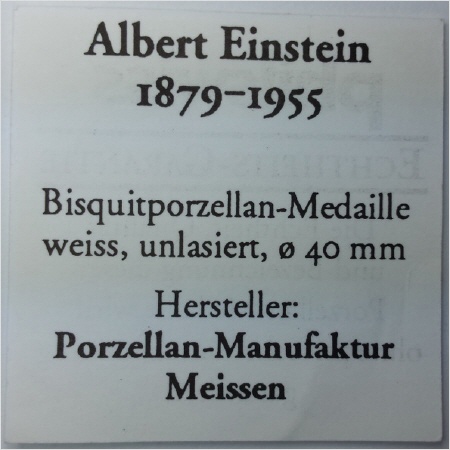 Albert Einstein
1879–1955
Bisquitporzellan-Medaille
weiss, unlasiert, ø 40 mm
Hersteller:
Porzellan-Manufaktur
Meissen